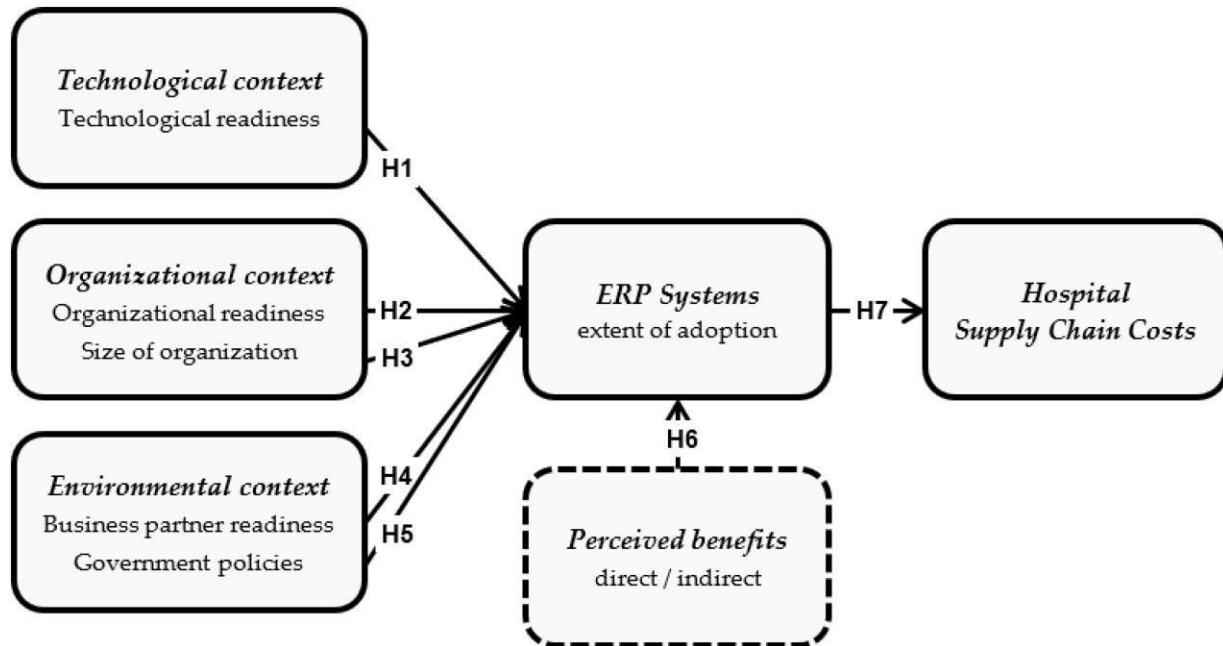 Technological context
Technological readiness
H1
Organizational context
Organizational readiness
Size of organization
H2
H3
Environmental context
Business partner readiness
Government policies
H4
H5
ERP Systems
extent of adoption
H6
Perceived benefits
direct / indirect
H7
Hospital
Supply Chain Costs